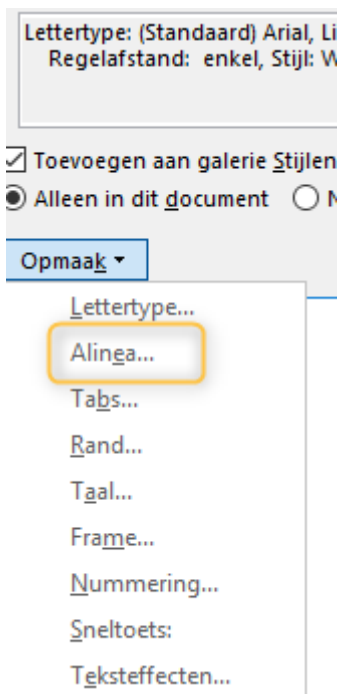 Lettertype: (Standaard) Arial,
Regelafstand: enkel, Stijl:
Toevoegen aan galerie Stijlen
Alleen in dit document
Opmaak
Lettertype...
Alinea...
Tabs...
Rand...
Taal...
Frame...
Nummering...
Sneltoets:
Teksteffecten...